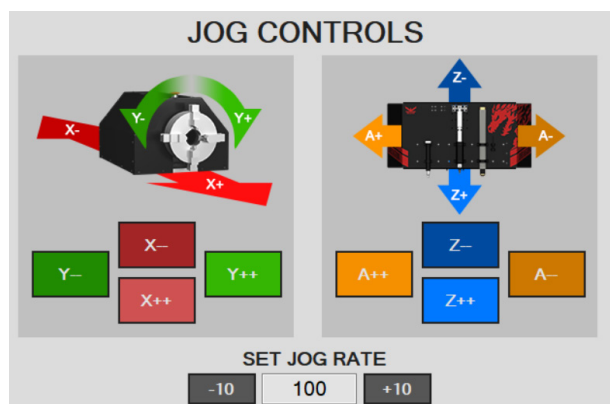 JOG CONTROLS
X-
Y-
Y+
X+
Z-
A+
A-
Z+
X--
Y--
Y++
X++
Z--
A++
A--
Z++
SET JOG RATE
-10
100
+10